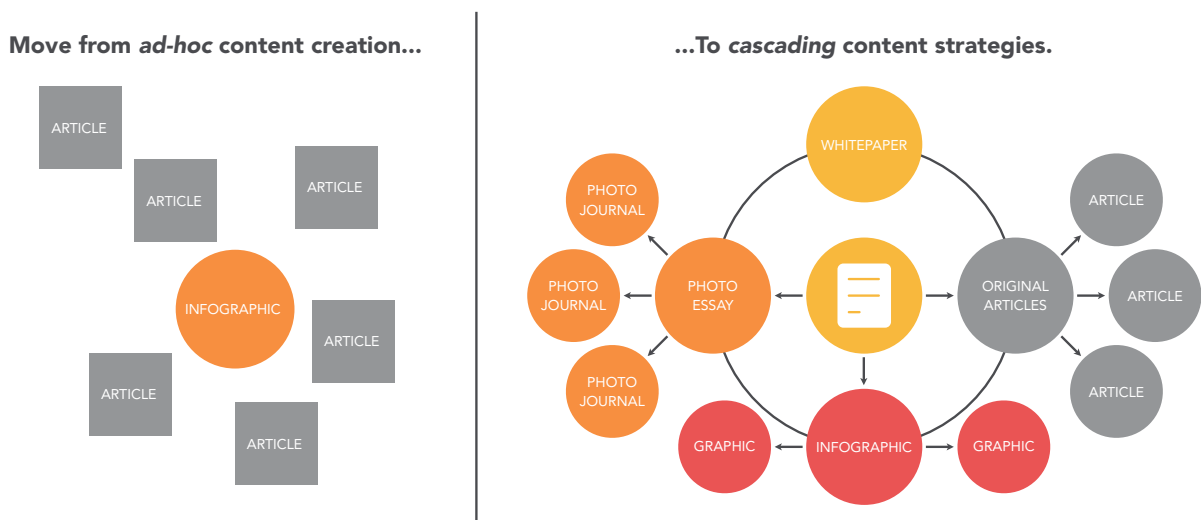 Move from ad-hoc content creation...
ARTICLE
ARTICLE
ARTICLE
INFOGRAPHIC
ARTICLE
ARTICLE
ARTICLE
...To cascading content strategies.
WHITEPAPER
PHOTO
JOURNAL
ARTICLE
PHOTO
JOURNAL
PHOTO
ESSAY
ORIGINAL
ARTICLES
ARTICLE
PHOTO
JOURNAL
ARTICLE
GRAPHIC
INFOGRAPHIC
GRAPHIC